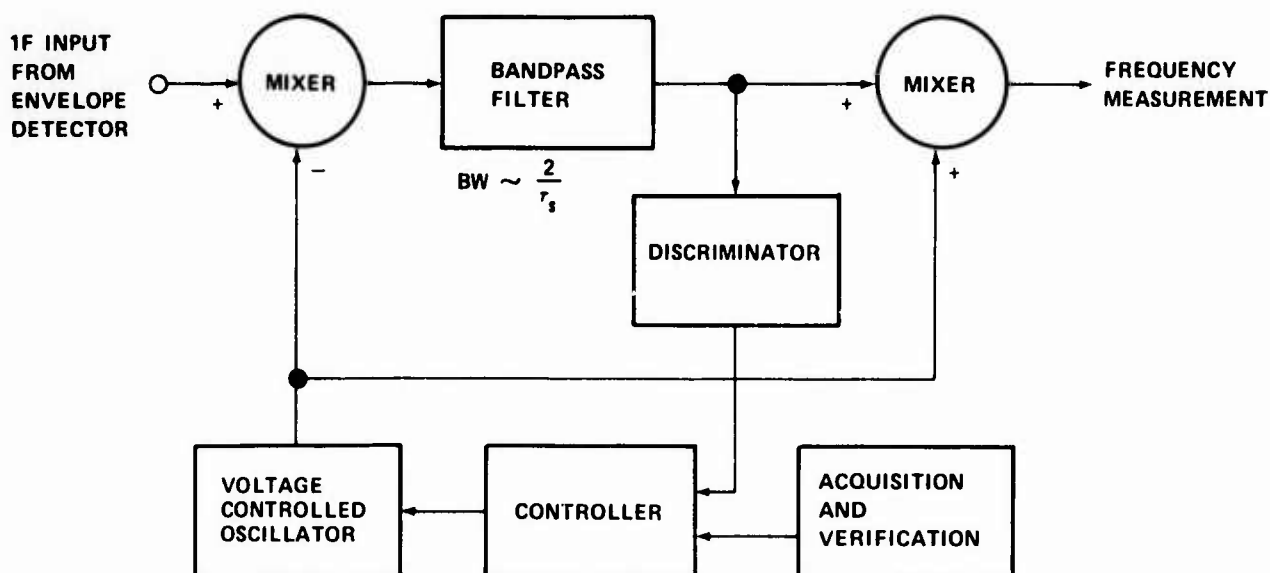 1F INPUT
FROM
ENVELOPE
DETECTOR
+
MIXER
−
BANDPASS
FILTER
BW ~ 2/τs
+
MIXER
+
FREQUENCY
MEASUREMENT
DISCRIMINATOR
VOLTAGE
CONTROLLED
OSCILLATOR
CONTROLLER
ACQUISITION
AND
VERIFICATION